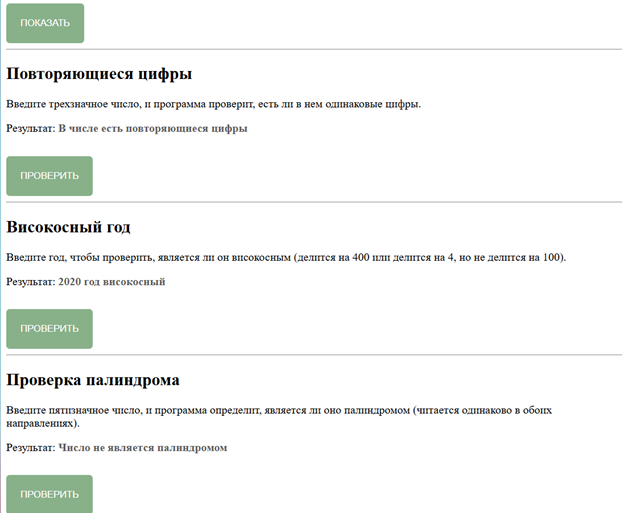 ПОКАЗАТЬ
Повторяющиеся цифры
Введите трехзначное число, и программа проверит, есть ли в нем одинаковые цифры.
Результат: В числе есть повторяющиеся цифры
ПРОВЕРИТЬ
Високосный год
Введите год, чтобы проверить, является ли он високосным (делится на 400 или делится на 4, но не делится на 100).
Результат: 2020 год високосный
ПРОВЕРИТЬ
Проверка палиндрома
Введите пятизначное число, и программа определит, является ли оно палиндромом (читается одинаково в обоих
направлениях).
Результат: Число не является палиндромом
ПРОВЕРИТЬ